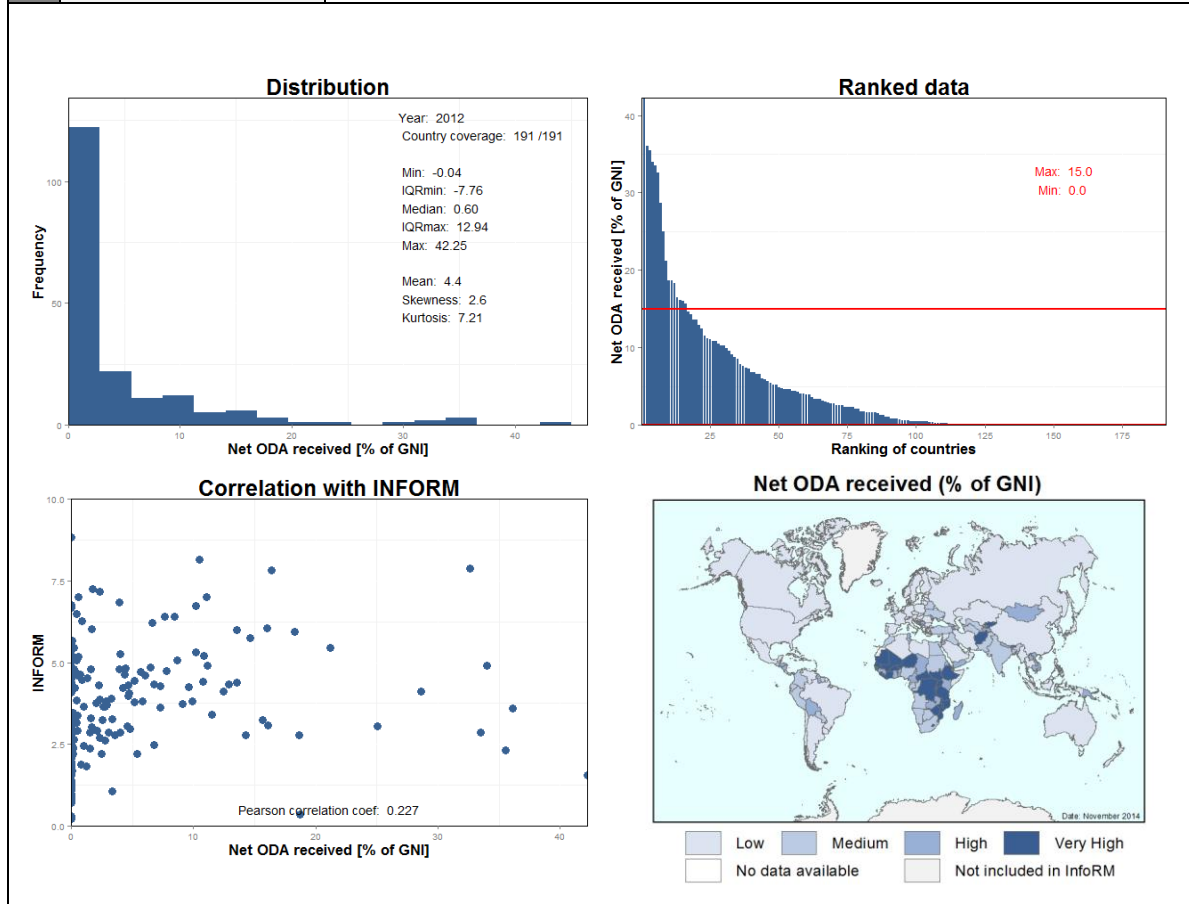 Distribution
Year: 2012
Country coverage: 191 /191
Min: -0.04
IQRmin: -7.76
Median: 0.60
IQRmax: 12.94
Max: 42.25
Mean: 4.4
Skewness: 2.6
Kurtosis: 7.21
Frequency
100
50
0
0 10 20 30 40
Net ODA received [% of GNI]
Ranked data
Max: 15.0
Min: 0.0
Net ODA received [% of GNI]
40
30
20
10
0
25 50 75 100 125 150 175
Ranking of countries
Correlation with INFORM
INFORM
10.0
7.5
5.0
2.5
0.0
Pearson correlation coef: 0.227
0 10 20 30 40
Net ODA received [% of GNI]
Net ODA received (% of GNI)
Date: November 2014
Low Medium High Very High
No data available Not included in InfoRM